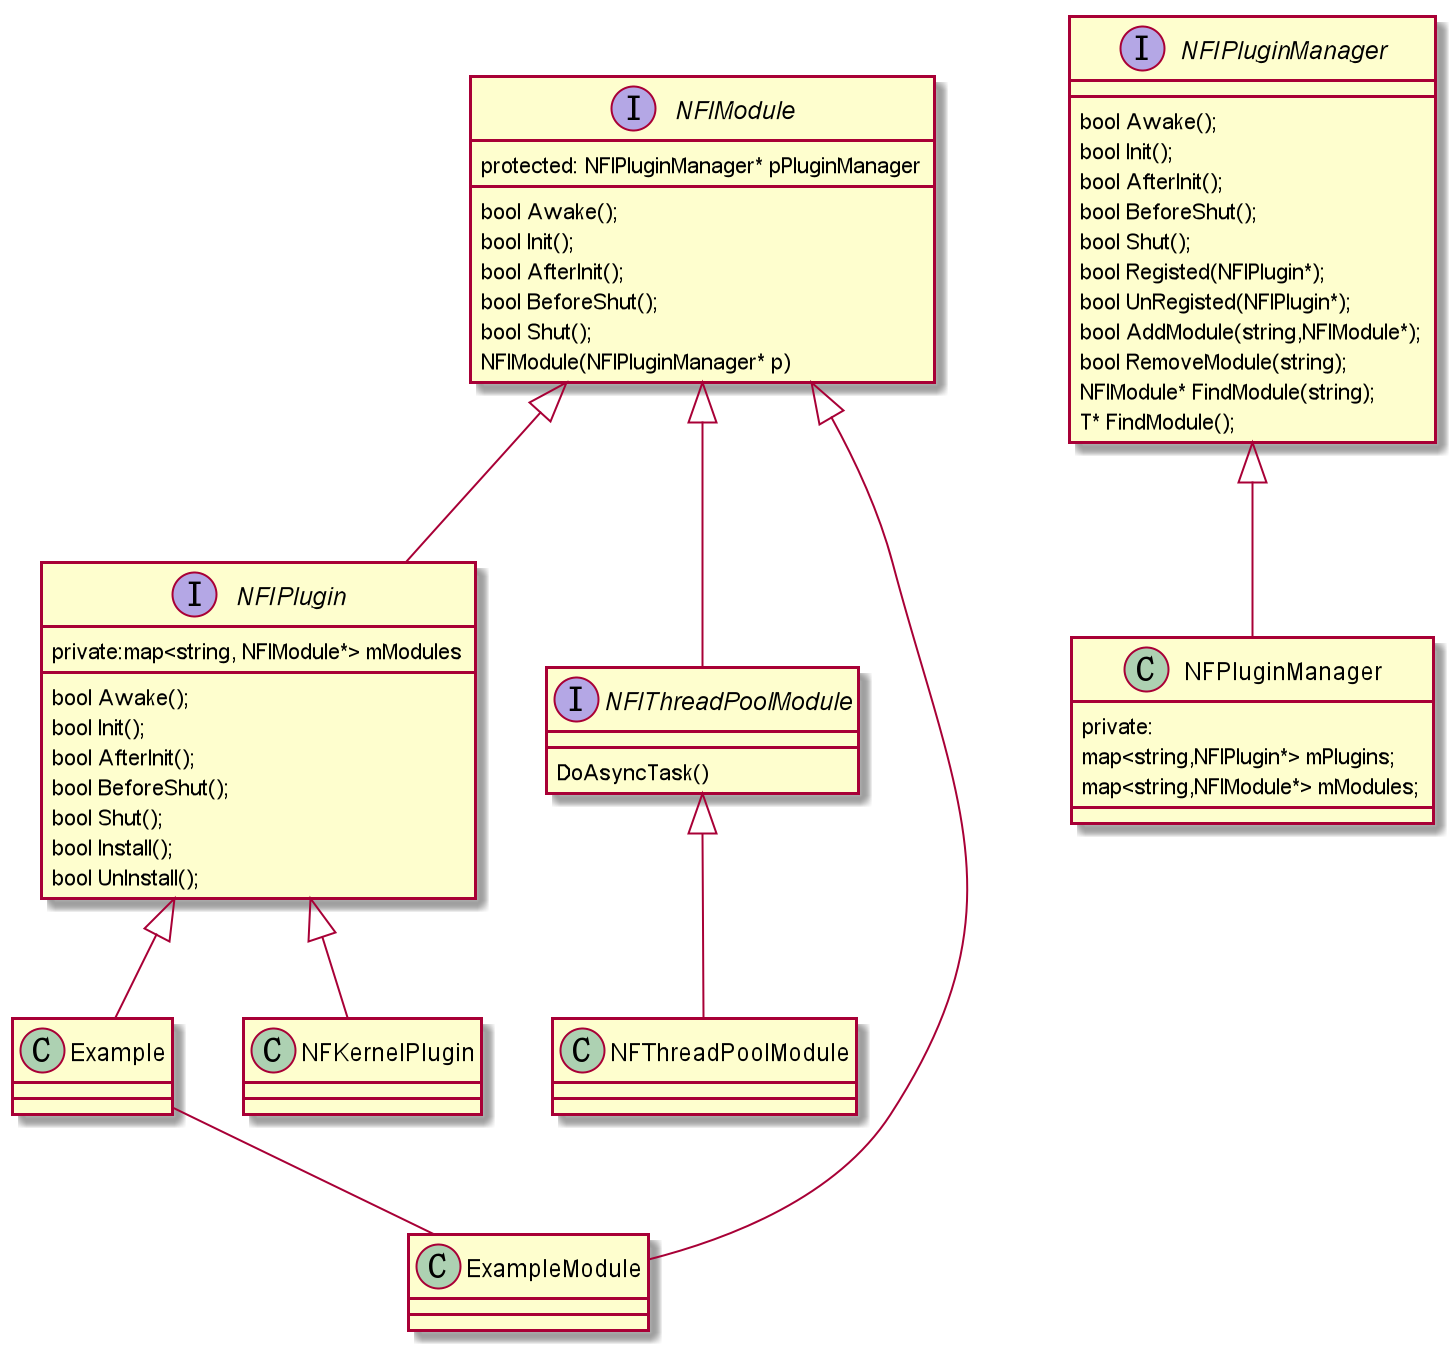 I NFIModule
protected: NFIPluginManager* pPluginManager
bool Awake();
bool Init();
bool AfterInit();
bool BeforeShut();
bool Shut();
NFIModule(NFIPluginManager* p)
I NFIPluginManager
bool Awake();
bool Init();
bool AfterInit();
bool BeforeShut();
bool Shut();
bool Registed(NFIPlugin*);
bool UnRegisted(NFIPlugin*);
bool AddModule(string,NFIModule*);
bool RemoveModule(string);
NFIModule* FindModule(string);
T* FindModule();
I NFIPlugin
private:map<string, NFIModule*> mModules
bool Awake();
bool Init();
bool AfterInit();
bool BeforeShut();
bool Shut();
bool Install();
bool UnInstall();
I NFIThreadPoolModule
DoAsyncTask()
C NFPluginManager
private:
map<string,NFIPlugin*> mPlugins;
map<string,NFIModule*> mModules;
C Example
C NFKernelPlugin
C NFThreadPoolModule
C ExampleModule